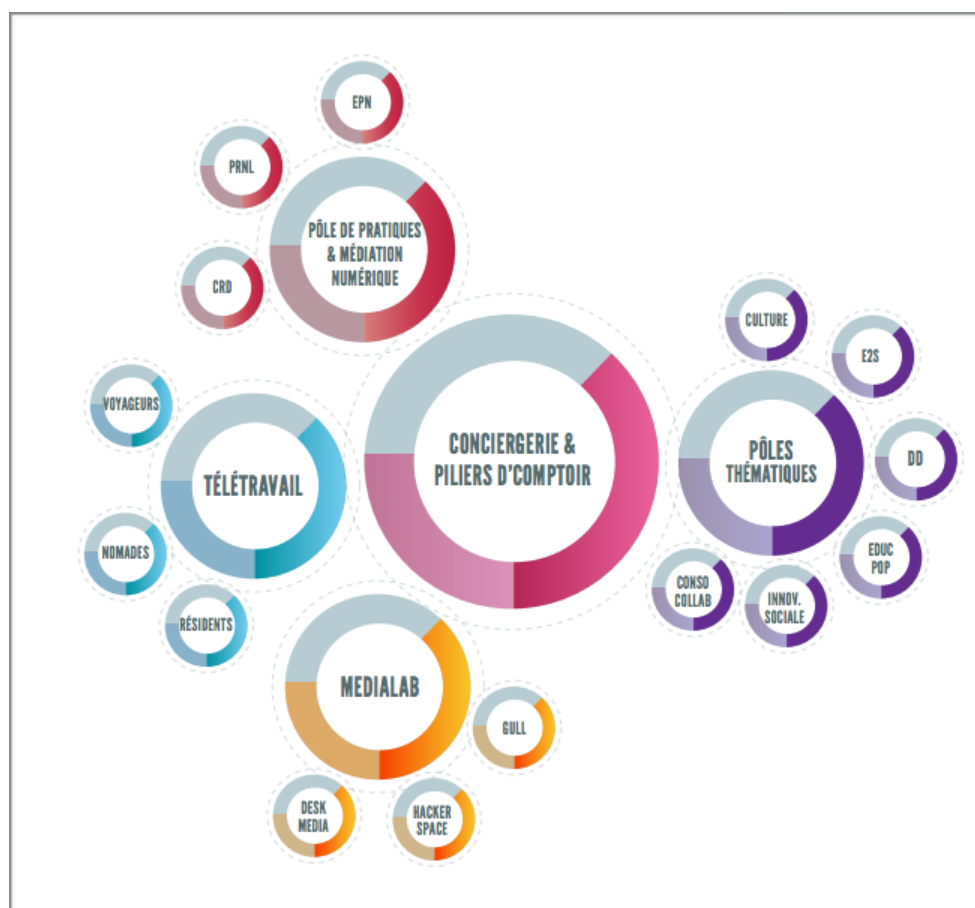 EPN
PRNL
PÔLE DE PRATIQUES
& MÉDIATION
NUMÉRIQUE
CRD
CULTURE
E2S
VOYAGEURS
CONCIERGERIE &
PILIERS D'COMPTOIR
PÔLES
THÉMATIQUES
DD
TÉLÉTRAVAIL
NOMADES
EDUC
POP
CONSO
COLLAB
INNOV.
SOCIALE
RÉSIDENTS
MEDIALAB
GULL
DESK
MEDIA
HACKER
SPACE